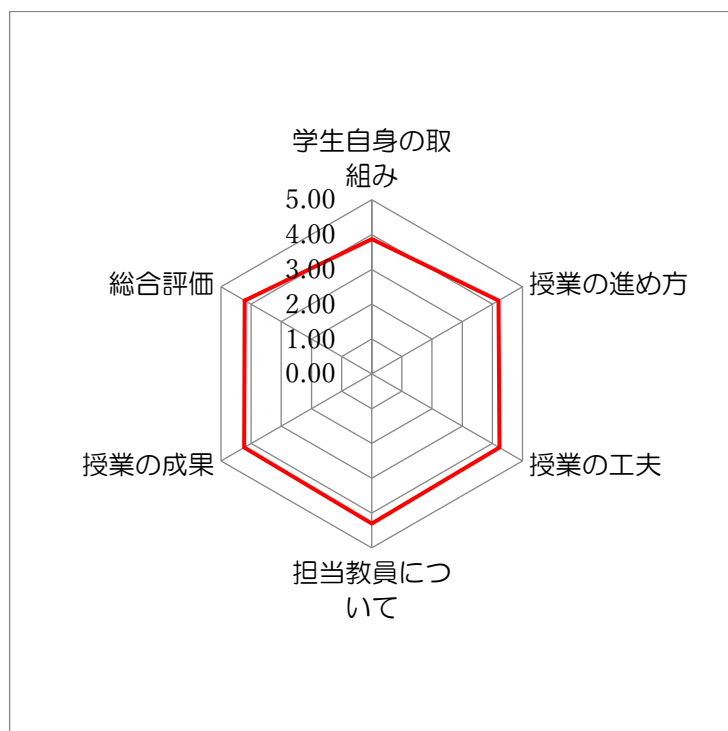 学生自身の取
組み
5.00
4.00
3.00
2.00
1.00
0.00
授業の進め方
授業の工夫
担当教員につ
いて
授業の成果
総合評価